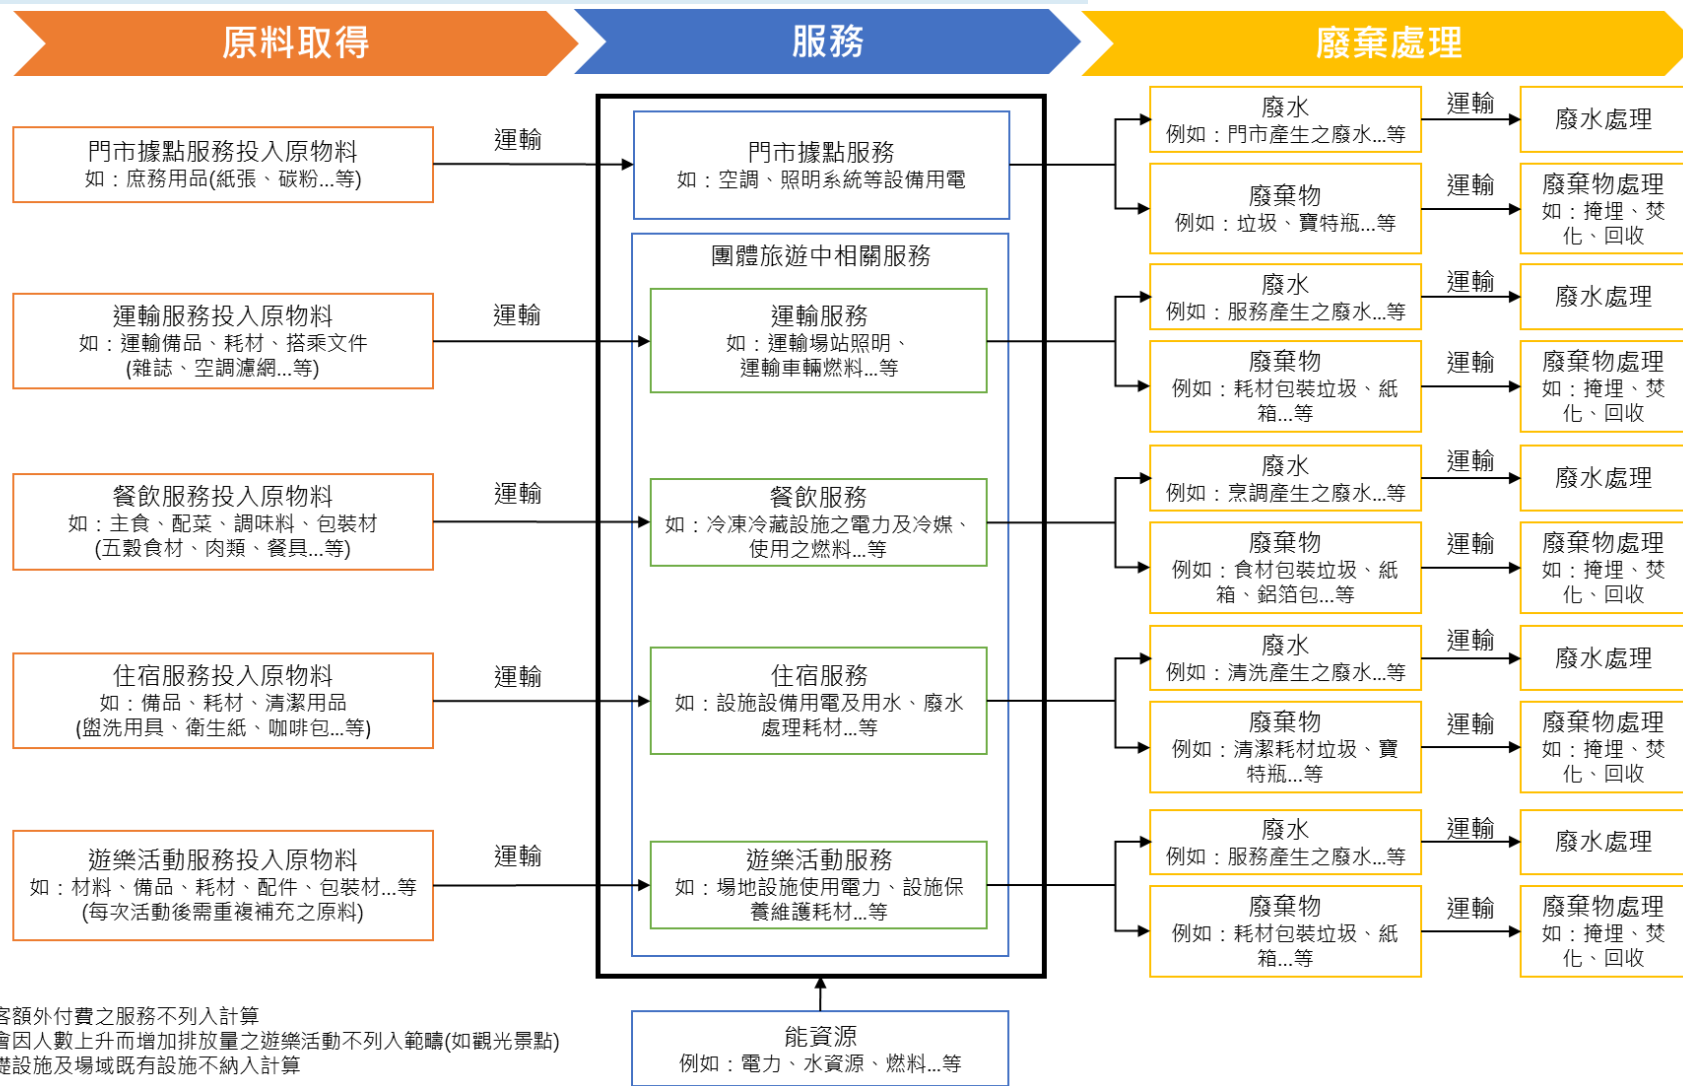 原料取得
服務
廢棄處理
門市據點服務投入原物料
如：庶務用品(紙張、碳粉...等)
運輸
門市據點服務
如：空調、照明系統等設備用電
廢水
例如：門市產生之廢水...等
運輸
廢水處理
廢棄物
例如：垃圾、寶特瓶...等
運輸
廢棄物處理
如：掩埋、焚
化、回收
團體旅遊中相關服務
運輸服務投入原物料
如：運輸備品、耗材、搭乘文件
(雜誌、空調濾網...等)
運輸
運輸服務
如：運輸場站照明、
運輸車輛燃料...等
廢水
例如：服務產生之廢水...等
運輸
廢水處理
廢棄物
例如：耗材包裝垃圾、紙
箱...等
運輸
廢棄物處理
如：掩埋、焚
化、回收
餐飲服務投入原物料
如：主食、配菜、調味料、包裝材
(五穀食材、肉類、餐具...等)
運輸
餐飲服務
如：冷凍冷藏設施之電力及冷媒、
使用之燃料...等
廢水
例如：烹調產生之廢水...等
運輸
廢水處理
廢棄物
例如：食材包裝垃圾、紙
箱、鋁箔包...等
運輸
廢棄物處理
如：掩埋、焚
化、回收
住宿服務投入原物料
如：備品、耗材、清潔用品
(盥洗用具、衛生紙、咖啡包...等)
運輸
住宿服務
如：設施設備用電及用水、廢水
處理耗材...等
廢水
例如：清洗產生之廢水...等
運輸
廢水處理
廢棄物
例如：清潔耗材垃圾、寶
特瓶...等
運輸
廢棄物處理
如：掩埋、焚
化、回收
遊樂活動服務投入原物料
如：材料、備品、耗材、配件、包裝材...等
(每次活動後需重複補充之原料)
運輸
遊樂活動服務
如：場地設施使用電力、設施保
養維護耗材...等
廢水
例如：服務產生之廢水...等
運輸
廢水處理
廢棄物
例如：耗材包裝垃圾、紙
箱...等
運輸
廢棄物處理
如：掩埋、焚
化、回收
能資源
例如：電力、水資源、燃料...等
客額外付費之服務不列入計算
會因人數上升而增加排放量之遊樂活動不列入範疇(如觀光景點)
礎設施及場域既有設施不納入計算